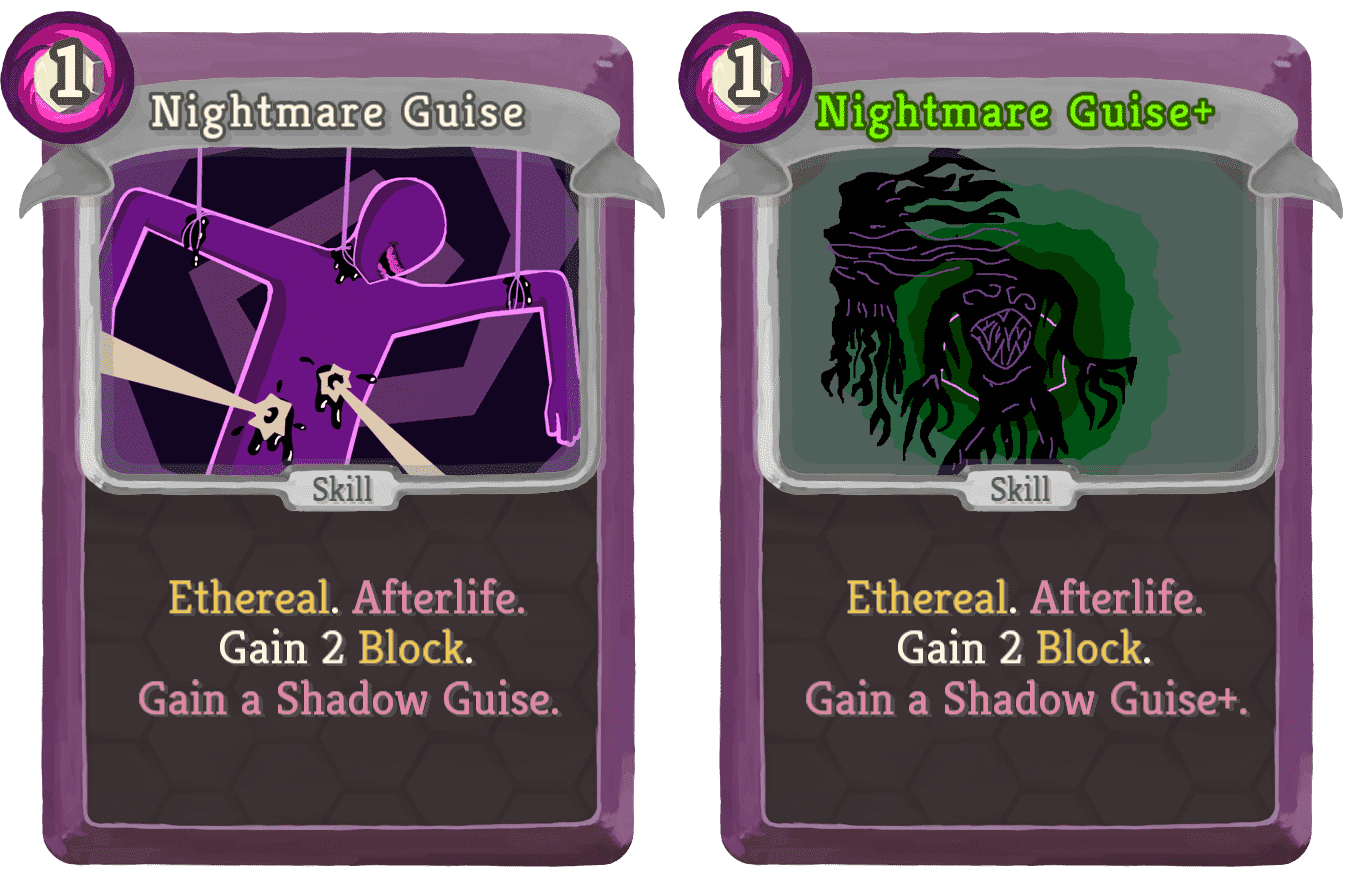 1
Nightmare Guise
Skill
Ethereal. Afterlife.
Gain 2 Block.
Gain a Shadow Guise.
1
Nightmare Guise+
Skill
Ethereal. Afterlife.
Gain 2 Block.
Gain a Shadow Guise+.